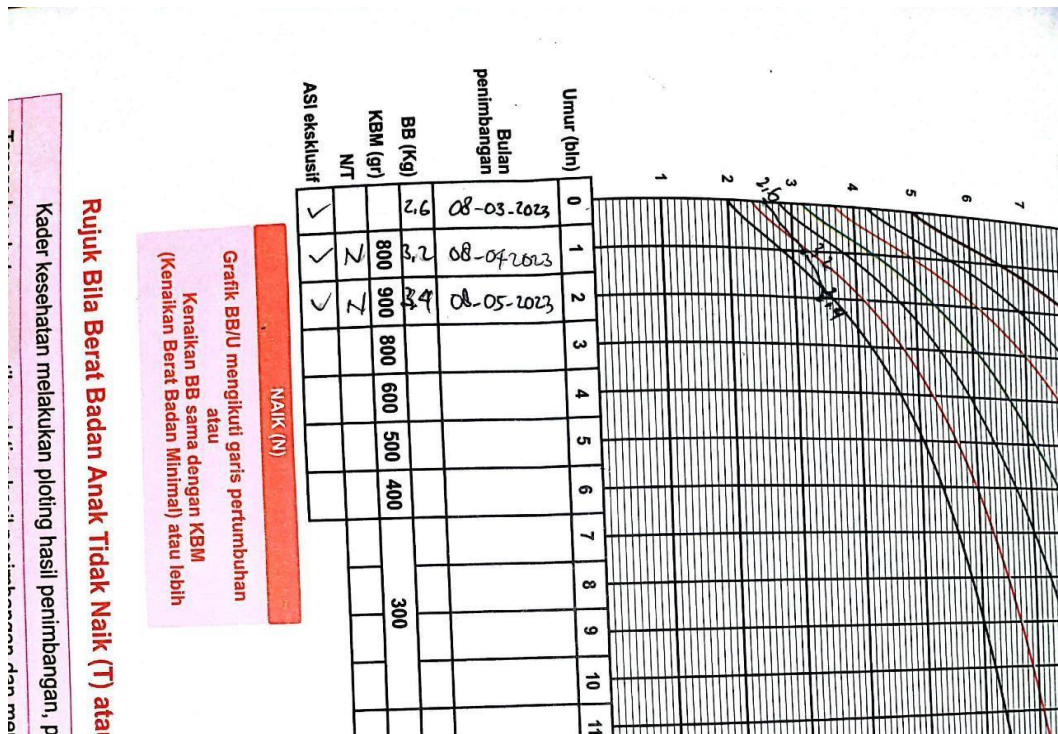 7
5
4
3
2
1
2,6
3,2
3,4
Umur (bln) 0 1 2 3 4 5 6 7 8 9 10 11
Bulan penimbangan 08-03-2023 08-04-2023 08-05-2023
BB (Kg) 2,6 3,2 3,4
KBM (gr) 800 900 800 600 500 400 300
N/T N N
ASI eksklusif ✓ ✓ ✓
NAIK (N)
Grafik BB/U mengikuti garis pertumbuhan
atau
Kenaikan BB sama dengan KBM
(Kenaikan Berat Badan Minimal) atau lebih
Rujuk Bila Berat Badan Anak Tidak Naik (T) atau
Kader kesehatan melakukan ploting hasil penimbangan, p